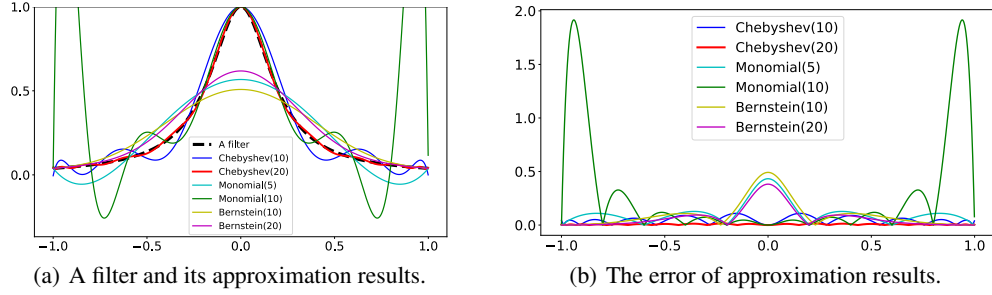 1.0
0.5
0.0
−1.0 −0.5 0.0 0.5 1.0
A filter
Chebyshev(10)
Chebyshev(20)
Monomial(5)
Monomial(10)
Bernstein(10)
Bernstein(20)
(a) A filter and its approximation results.
2.0
1.5
1.0
0.5
0.0
−1.0 −0.5 0.0 0.5 1.0
Chebyshev(10)
Chebyshev(20)
Monomial(5)
Monomial(10)
Bernstein(10)
Bernstein(20)
(b) The error of approximation results.